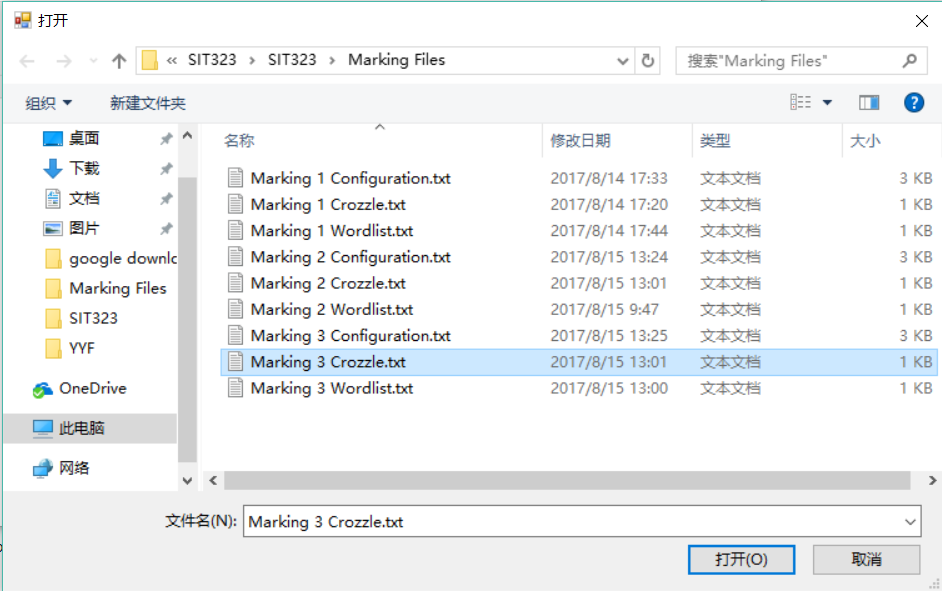 打开
« SIT323 › SIT323 › Marking Files
搜索"Marking Files"
组织 新建文件夹
桌面
下载
文档
图片
google downlc
Marking Files
SIT323
YYF
OneDrive
此电脑
网络
名称 修改日期 类型 大小
Marking 1 Configuration.txt 2017/8/14 17:33 文本文档 3 KB
Marking 1 Crozzle.txt 2017/8/14 17:20 文本文档 1 KB
Marking 1 Wordlist.txt 2017/8/14 17:44 文本文档 1 KB
Marking 2 Configuration.txt 2017/8/15 13:24 文本文档 3 KB
Marking 2 Crozzle.txt 2017/8/15 13:01 文本文档 1 KB
Marking 2 Wordlist.txt 2017/8/15 9:47 文本文档 1 KB
Marking 3 Configuration.txt 2017/8/15 13:25 文本文档 3 KB
Marking 3 Crozzle.txt 2017/8/15 13:01 文本文档 1 KB
Marking 3 Wordlist.txt 2017/8/15 13:00 文本文档 1 KB
文件名(N): Marking 3 Crozzle.txt
打开(O) 取消